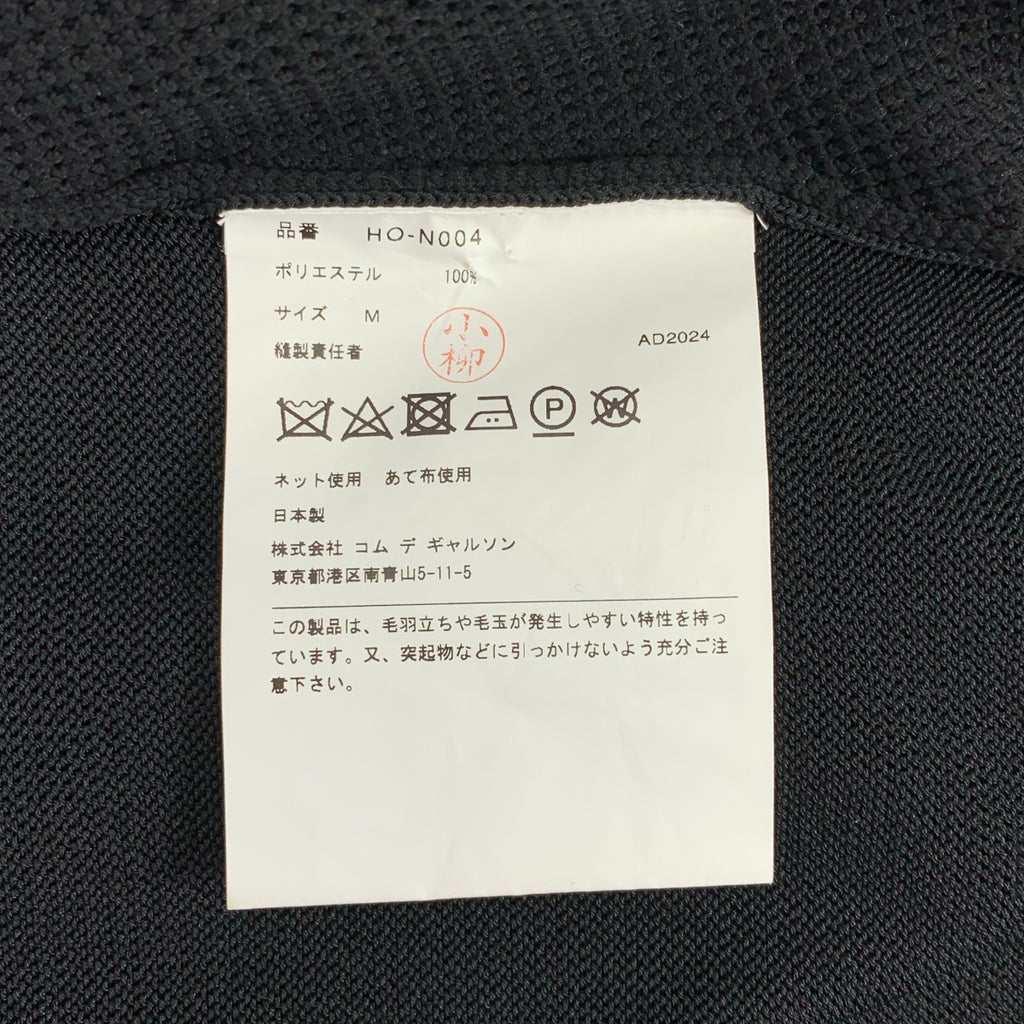 品番 HO-N004
ポリエステル 100%
サイズ M
縫製責任者 小柳
AD2024
P W
ネット使用 あて布使用
日本製
株式会社 コム デ ギャルソン
東京都港区南青山5-11-5
この製品は、毛羽立ちや毛玉が発生しやすい特性を持っ
ています。又、突起物などに引っかけないよう充分ご注
意下さい。